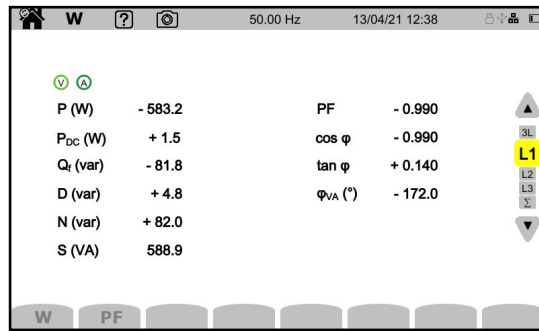 W ? 50.00 Hz 13/04/21 12:38
V A
P (W) - 583.2 PF - 0.990
PDC (W) + 1.5 cos φ - 0.990
Qf (var) - 81.8 tan φ + 0.140
D (var) + 4.8 φVA (°) - 172.0
N (var) + 82.0
S (VA) 588.9
3L
L1
L2
L3
Σ
W PF